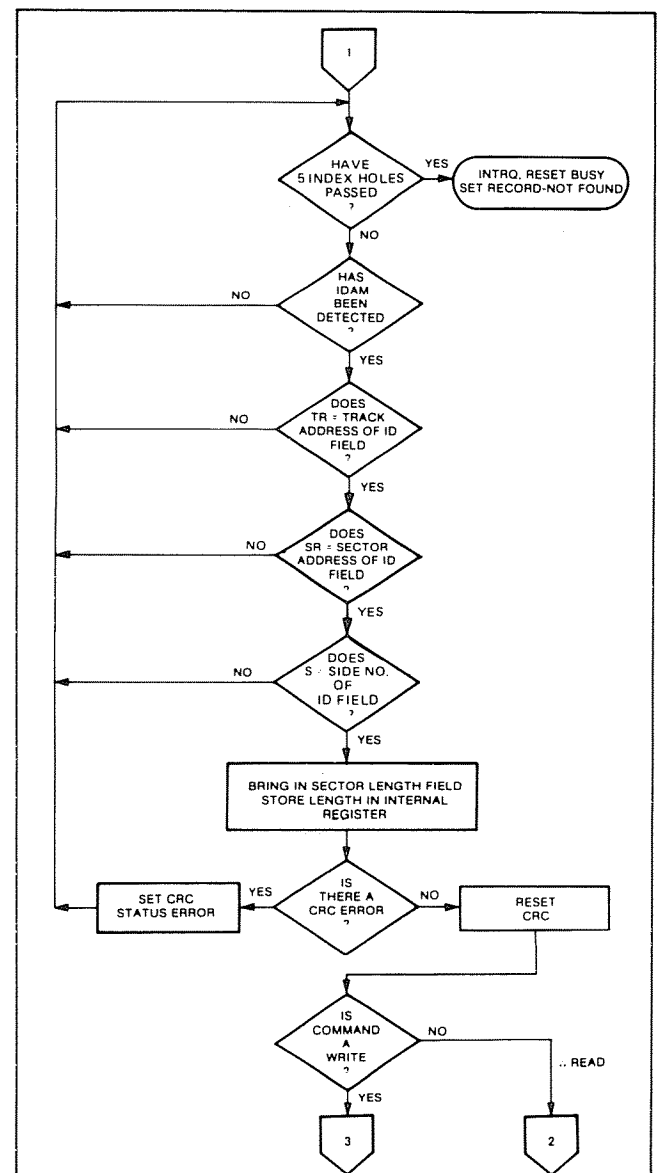 1
HAVE
5 INDEX HOLES
PASSED
?
YES
INTRQ, RESET BUSY
SET RECORD-NOT FOUND
NO
HAS
IDAM
BEEN
DETECTED
?
NO
YES
DOES
TR = TRACK
ADDRESS OF ID
FIELD
?
NO
YES
DOES
SR = SECTOR
ADDRESS OF ID
FIELD
?
NO
YES
DOES
S = SIDE NO.
OF
ID FIELD
?
NO
YES
BRING IN SECTOR LENGTH FIELD
STORE LENGTH IN INTERNAL
REGISTER
SET CRC
STATUS ERROR
YES
IS
THERE A
CRC ERROR
?
NO
RESET
CRC
IS
COMMAND
A
WRITE
?
NO
∴ READ
YES
3
2